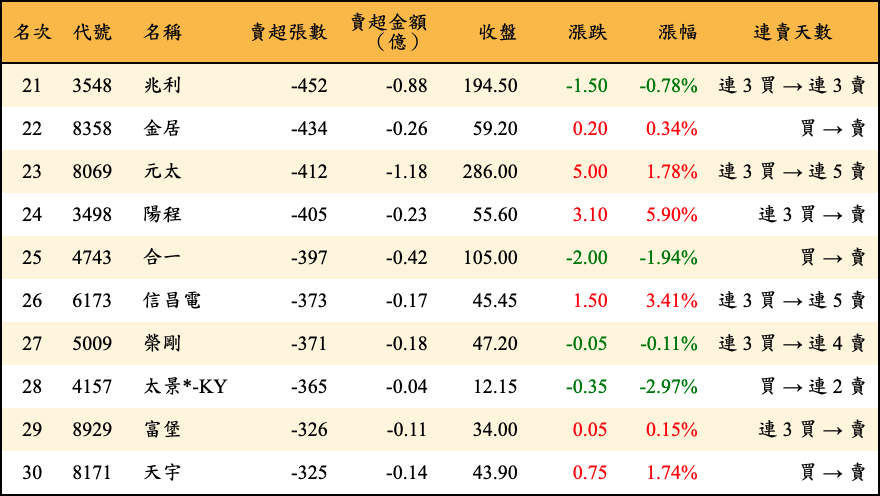 名次 代號 名稱 賣超張數 賣超金額（億） 收盤 漲跌 漲幅 連賣天數
21 3548 兆利 -452 -0.88 194.50 -1.50 -0.78% 連 3 買 → 連 3 賣
22 8358 金居 -434 -0.26 59.20 0.20 0.34% 買 → 賣
23 8069 元太 -412 -1.18 286.00 5.00 1.78% 連 3 買 → 連 5 賣
24 3498 陽程 -405 -0.23 55.60 3.10 5.90% 連 3 買 → 賣
25 4743 合一 -397 -0.42 105.00 -2.00 -1.94% 買 → 賣
26 6173 信昌電 -373 -0.17 45.45 1.50 3.41% 連 3 買 → 連 5 賣
27 5009 榮剛 -371 -0.18 47.20 -0.05 -0.11% 連 3 買 → 連 4 賣
28 4157 太景*-KY -365 -0.04 12.15 -0.35 -2.97% 買 → 連 2 賣
29 8929 富堡 -326 -0.11 34.00 0.05 0.15% 連 3 買 → 賣
30 8171 天宇 -325 -0.14 43.90 0.75 1.74% 買 → 賣